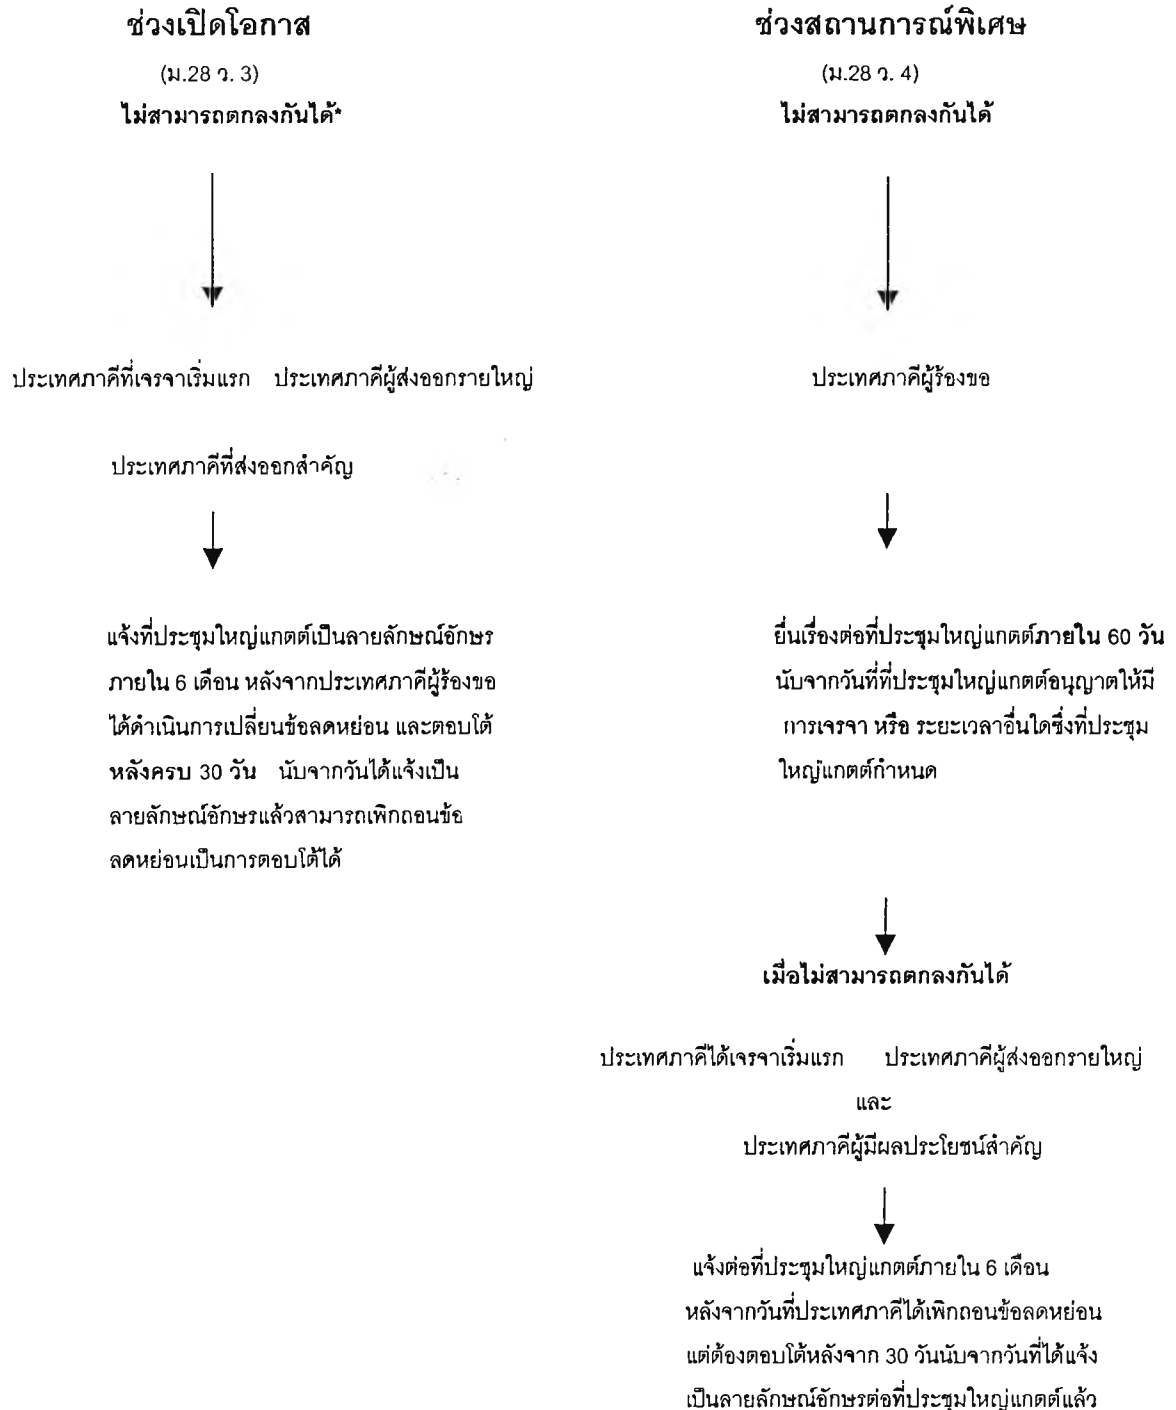 ช่วงเปิดโอกาส
(ม.28 ว. 3)
ไม่สามารถตกลงกันได้*
ประเทศภาคีที่เจรจาเริ่มแรก ประเทศภาคีผู้ส่งออกรายใหญ่
ประเทศภาคีที่ส่งออกสำคัญ
แจ้งที่ประชุมใหญ่แกตต์เป็นลายลักษณ์อักษร
ภายใน 6 เดือน หลังจากประเทศภาคีผู้ร้องขอ
ได้ดำเนินการเปลี่ยนข้อลดหย่อน และตอบโต้
หลังครบ 30 วัน นับจากวันได้แจ้งเป็น
ลายลักษณ์อักษรแล้วสามารถเพิกถอนข้อ
ลดหย่อนเป็นการตอบโต้ได้
ช่วงสถานการณ์พิเศษ
(ม.28 ว. 4)
ไม่สามารถตกลงกันได้
ประเทศภาคีผู้ร้องขอ
ยื่นเรื่องต่อที่ประชุมใหญ่แกตต์ภายใน 60 วัน
นับจากวันที่ที่ประชุมใหญ่แกตต์อนุญาตให้มี
การเจรจา หรือ ระยะเวลาอื่นใดซึ่งที่ประชุม
ใหญ่แกตต์กำหนด
เมื่อไม่สามารถตกลงกันได้
ประเทศภาคีได้เจรจาเริ่มแรก ประเทศภาคีผู้ส่งออกรายใหญ่
และ
ประเทศภาคีผู้มีผลประโยชน์สำคัญ
แจ้งต่อที่ประชุมใหญ่แกตต์ภายใน 6 เดือน
หลังจากวันที่ประเทศภาคีได้เพิกถอนข้อลดหย่อน
แต่ต้องตอบโต้หลังจาก 30 วันนับจากวันที่ได้แจ้ง
เป็นลายลักษณ์อักษรต่อที่ประชุมใหญ่แกตต์แล้ว